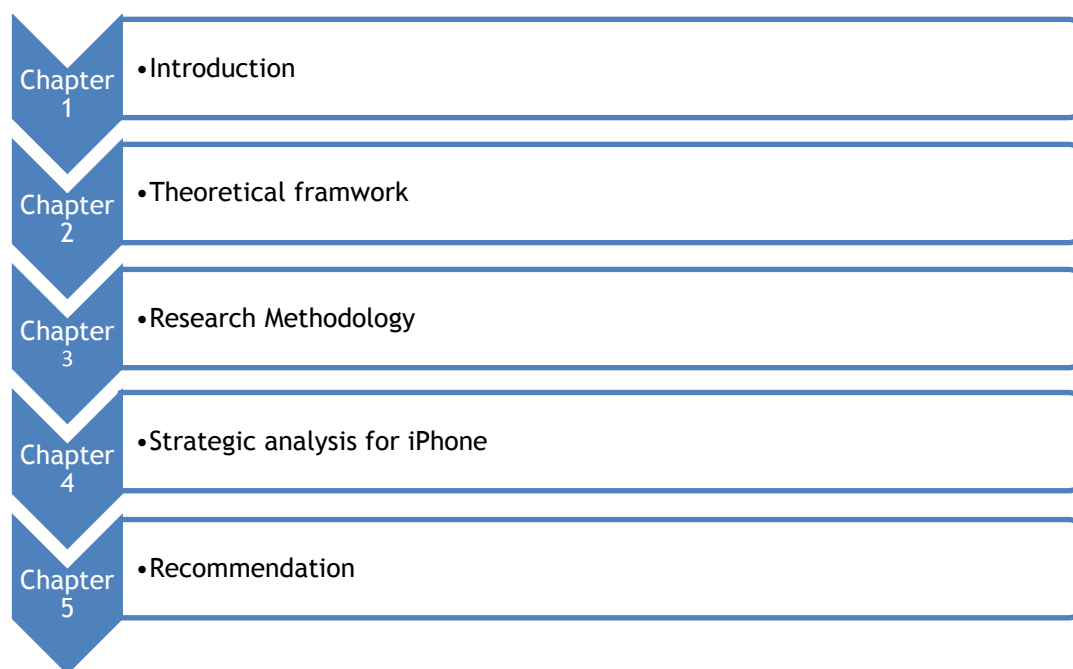 Chapter
1
•Introduction
Chapter
2
•Theoretical framwork
Chapter
3
•Research Methodology
Chapter
4
•Strategic analysis for iPhone
Chapter
5
•Recommendation